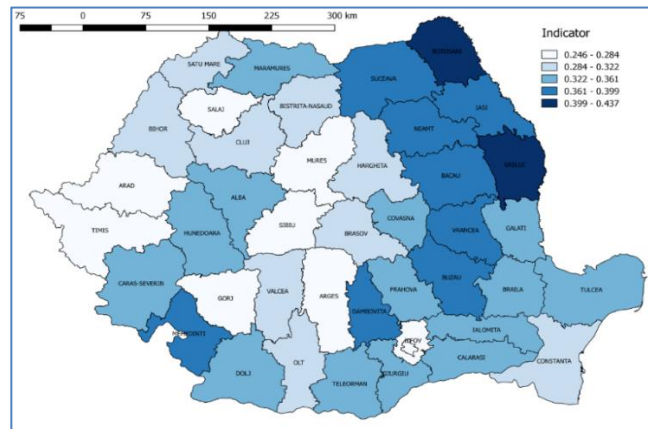 75 0 75 150 225 300 km
Indicator
0.246 - 0.284
0.284 - 0.322
0.322 - 0.361
0.361 - 0.399
0.399 - 0.437
BOTOSANI
SATU MARE
MARAMURES
SUCEAVA
SALAJ
BISTRITA-NASAUD
IASI
NEAMT
BIHOR
CLUJ
MURES
HARGHITA
BACAU
VASLUI
ARAD
ALBA
TIMIS
HUNEDOARA
SIBIU
BRASOV
COVASNA
VRANCEA
GALATI
CARAS-SEVERIN
GORJ
VALCEA
ARGES
DAMBOVITA
PRAHOVA
BUZAU
BRAILA
TULCEA
MEHEDINTI
ILFOV
IALOMITA
DOLJ
OLT
TELEORMAN
GIURGIU
CALARASI
CONSTANTA